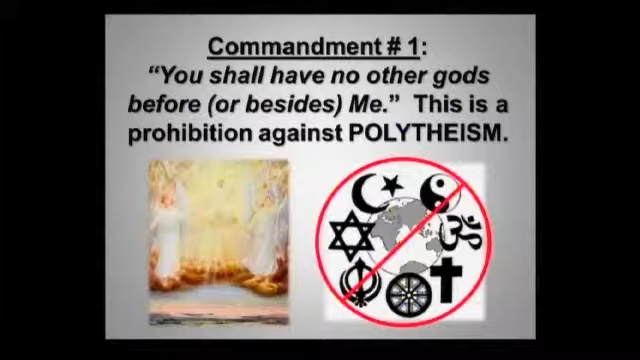 Commandment # 1:
“You shall have no other gods
before (or besides) Me.” This is a
prohibition against POLYTHEISM.